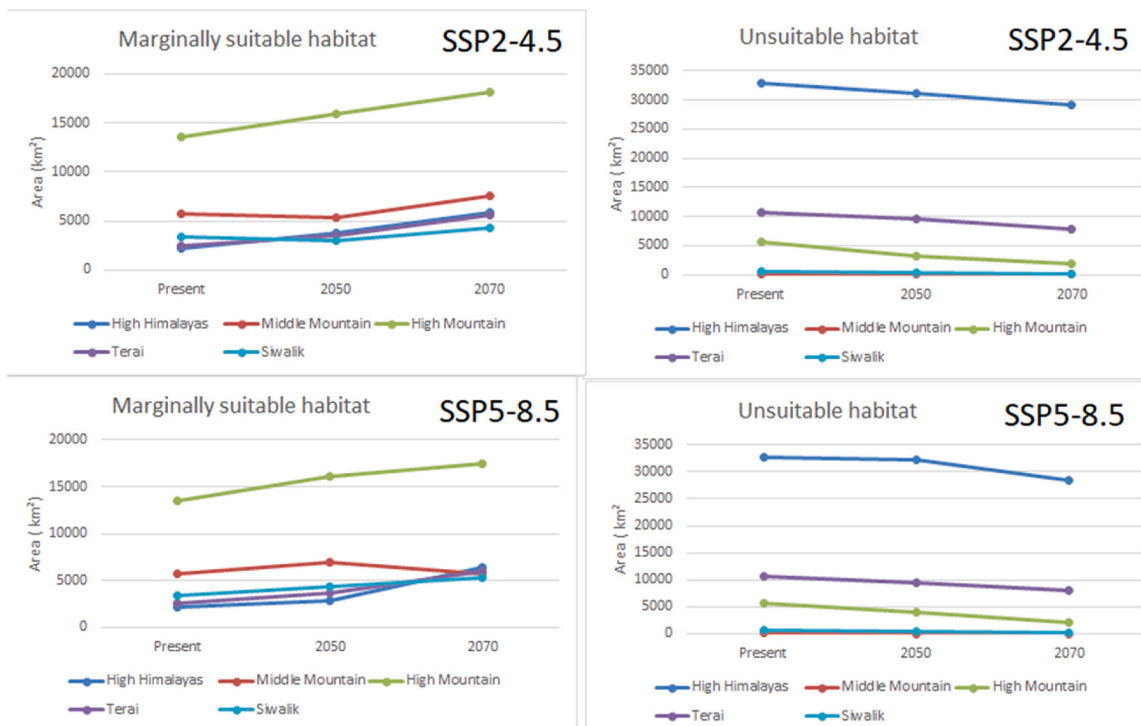 Marginally suitable habitat SSP2-4.5
20000
15000
10000
5000
0
Area (km²)
Present 2050 2070
High Himalayas Middle Mountain High Mountain
Terai Siwalik
Unsuitable habitat SSP2-4.5
35000
30000
25000
20000
15000
10000
5000
0
Area (km²)
Present 2050 2070
High Himalayas Middle Mountain High Mountain
Terai Siwalik
Marginally suitable habitat SSP5-8.5
20000
15000
10000
5000
0
Area ( km²)
Present 2050 2070
High Himalayas Middle Mountain High Mountain
Terai Siwalik
Unsuitable habitat SSP5-8.5
35000
30000
25000
20000
15000
10000
5000
0
Area ( km²)
Present 2050 2070
High Himalayas Middle Mountain High Mountain
Terai Siwalik